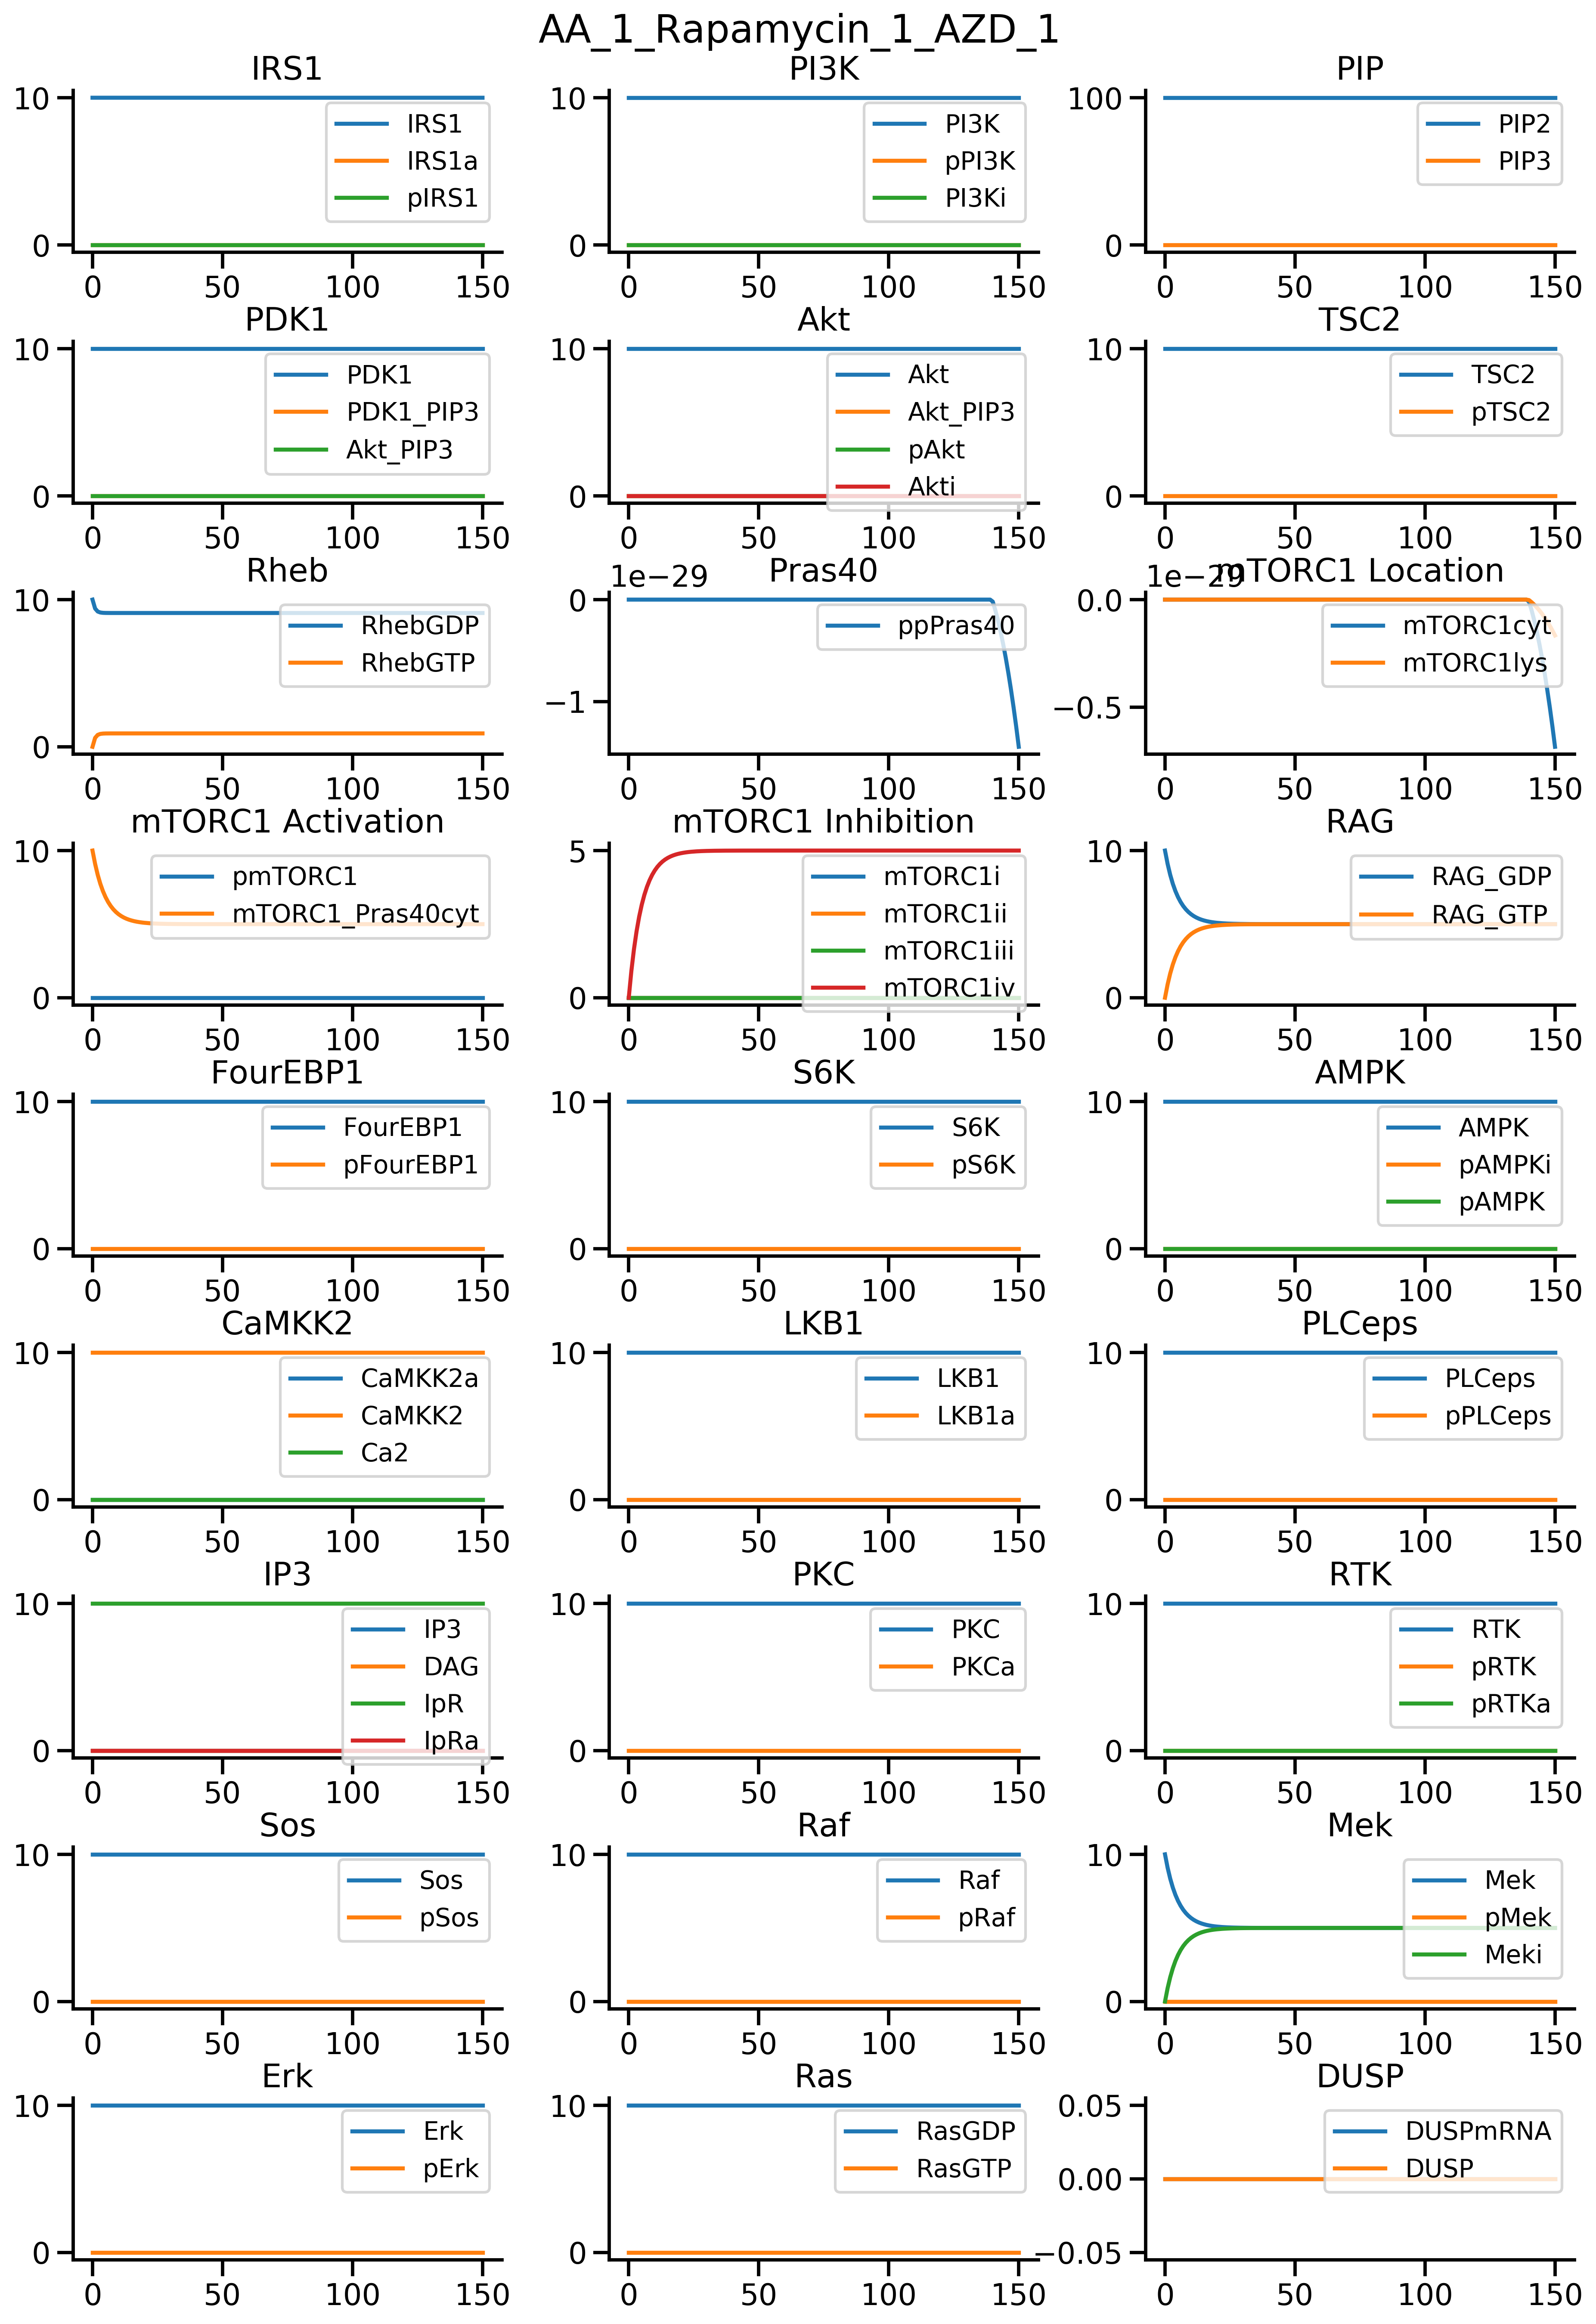 AA_1_Rapamycin_1_AZD_1
IRS1
10
0
0 50 100 150
IRS1
IRS1a
pIRS1
PI3K
10
0
0 50 100 150
PI3K
pPI3K
PI3Ki
PIP
100
0
0 50 100 150
PIP2
PIP3
PDK1
10
0
0 50 100 150
PDK1
PDK1_PIP3
Akt_PIP3
Akt
10
0
0 50 100 150
Akt
Akt_PIP3
pAkt
Akti
TSC2
10
0
0 50 100 150
TSC2
pTSC2
Rheb
10
0
0 50 100 150
RhebGDP
RhebGTP
1e−29
Pras40
0
−1
0 50 100 150
ppPras40
1e−29
mTORC1 Location
0.0
−0.5
0 50 100 150
mTORC1cyt
mTORC1lys
mTORC1 Activation
10
0
0 50 100 150
pmTORC1
mTORC1_Pras40cyt
mTORC1 Inhibition
5
0
0 50 100 150
mTORC1i
mTORC1ii
mTORC1iii
mTORC1iv
RAG
10
0
0 50 100 150
RAG_GDP
RAG_GTP
FourEBP1
10
0
0 50 100 150
FourEBP1
pFourEBP1
S6K
10
0
0 50 100 150
S6K
pS6K
AMPK
10
0
0 50 100 150
AMPK
pAMPKi
pAMPK
CaMKK2
10
0
0 50 100 150
CaMKK2a
CaMKK2
Ca2
LKB1
10
0
0 50 100 150
LKB1
LKB1a
PLCeps
10
0
0 50 100 150
PLCeps
pPLCeps
IP3
10
0
0 50 100 150
IP3
DAG
IpR
IpRa
PKC
10
0
0 50 100 150
PKC
PKCa
RTK
10
0
0 50 100 150
RTK
pRTK
pRTKa
Sos
10
0
0 50 100 150
Sos
pSos
Raf
10
0
0 50 100 150
Raf
pRaf
Mek
10
0
0 50 100 150
Mek
pMek
Meki
Erk
10
0
0 50 100 150
Erk
pErk
Ras
10
0
0 50 100 150
RasGDP
RasGTP
DUSP
0.05
0.00
−0.05
0 50 100 150
DUSPmRNA
DUSP